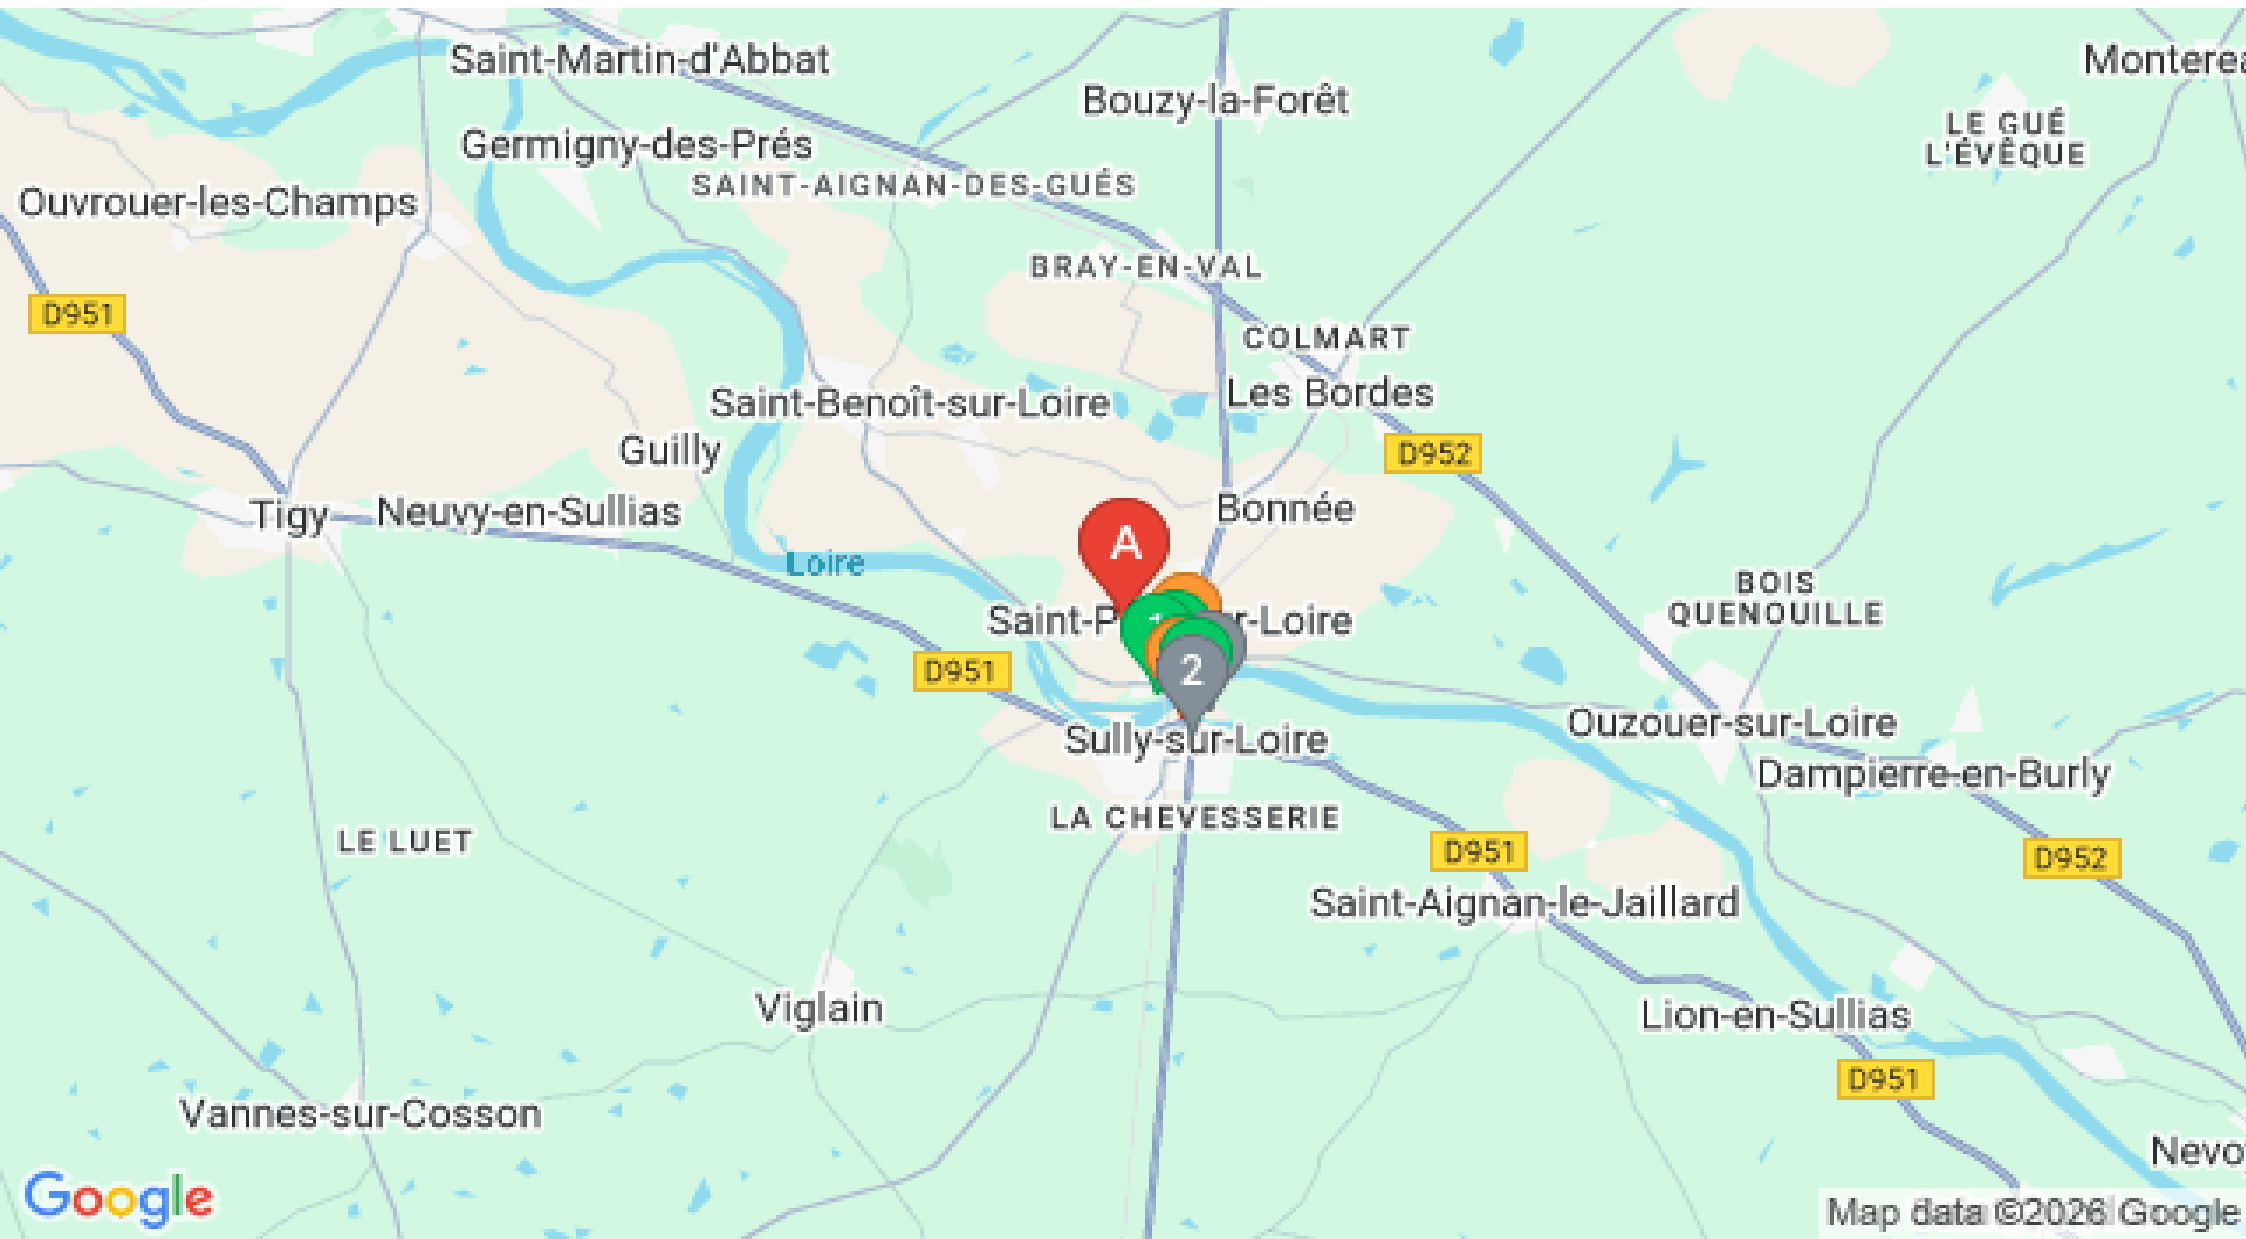 Saint-Martin-d'Abbat
Montere
Bouzy-la-Forêt
LE GUÉ
L'ÉVÊQUE
Germigny-des-Prés
SAINT-AIGNAN-DES-GUÉS
Ouvrouer-les-Champs
BRAY-EN-VAL
D951
COLMART
Les Bordes
Saint-Benoît-sur-Loire
Guilly
D952
Tigy
Neuvy-en-Sullias
Bonnée
A
Loire
BOIS
QUENOUILLE
Saint-P
r-Loire
D951
2
Ouzouer-sur-Loire
Sully-sur-Loire
Dampierre-en-Burly
LA CHEVESSERIE
LE LUET
D951
D952
Saint-Aignan-le-Jaillard
Viglain
Lion-en-Sullias
D951
Vannes-sur-Cosson
Nevo
Google
Map data ©2026 Google